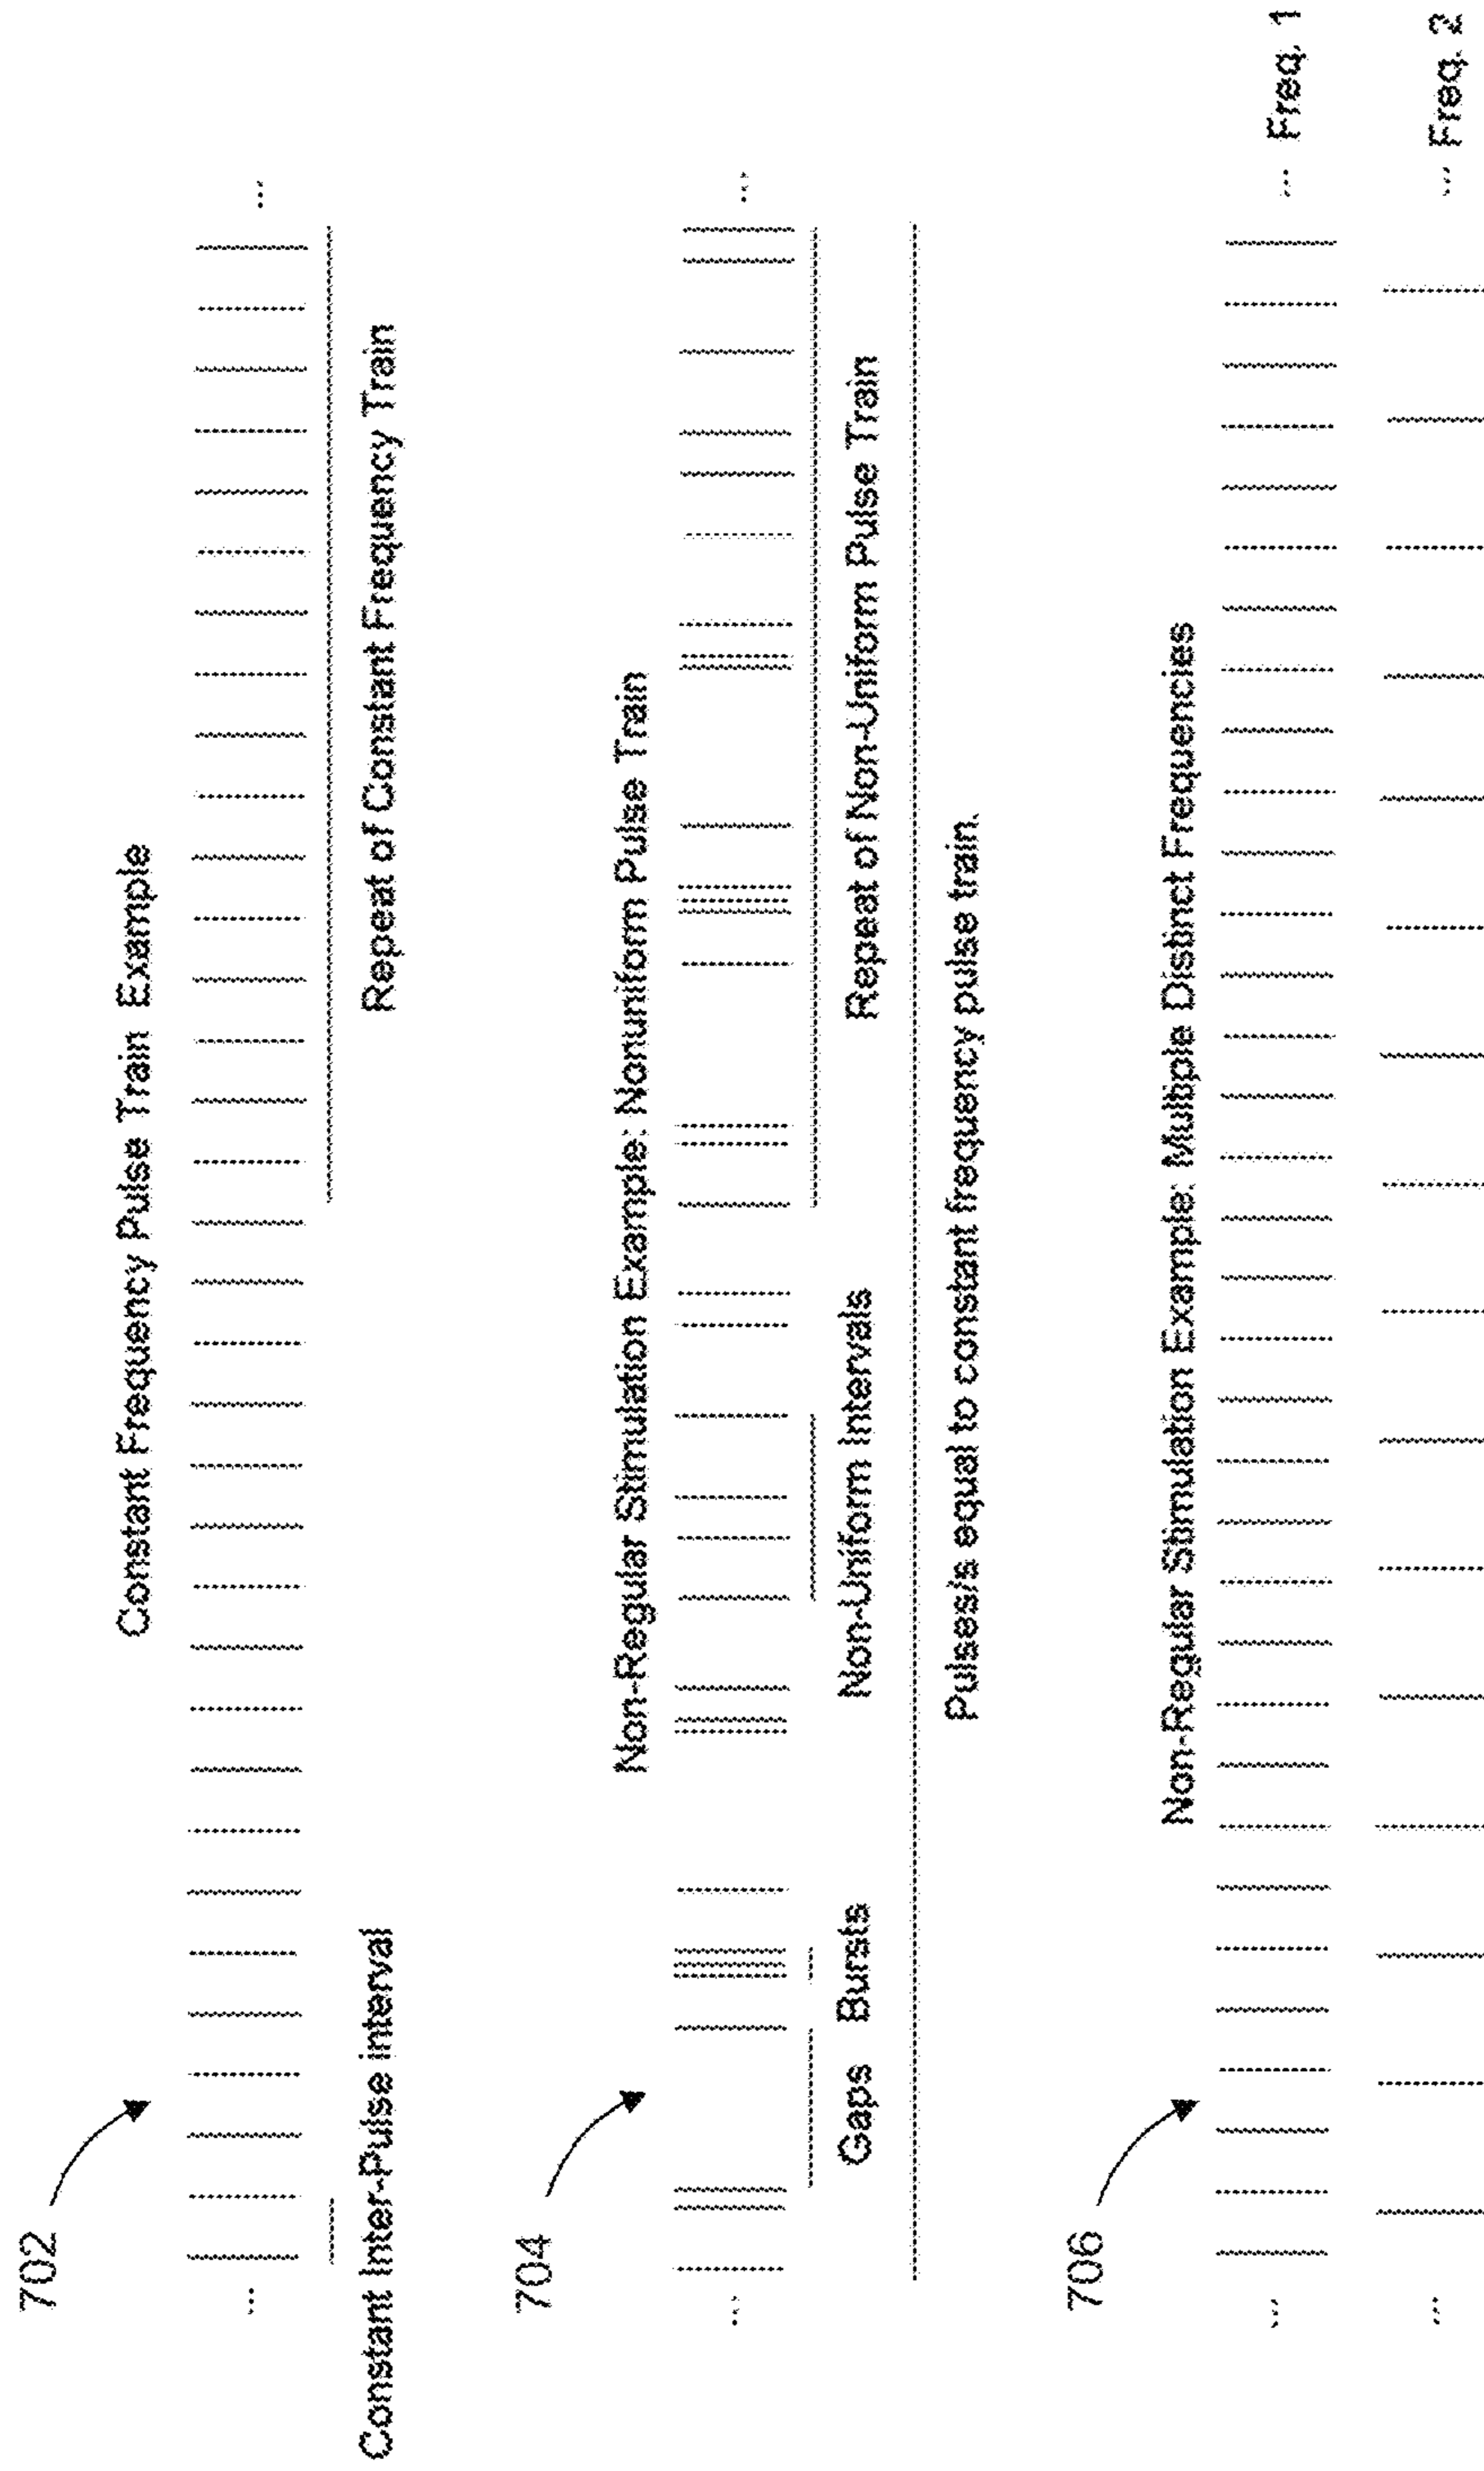 702
Constant Frequency Pulse Train Example
...
...
Constant Inter-Pulse interval
Repeat of Constant Frequency Train
704
Non-Regular Stimulation Example: Nonuniform Pulse Train
...
...
Gaps
Bursts
Non-Uniform Intervals
Repeat of Non-Uniform Pulse Train
Pulses/s equal to constant frequency pulse train.
706
Non-Regular Stimulation Example: Multiple Distinct Frequencies
...
... Freq. 1
...
... Freq. 2